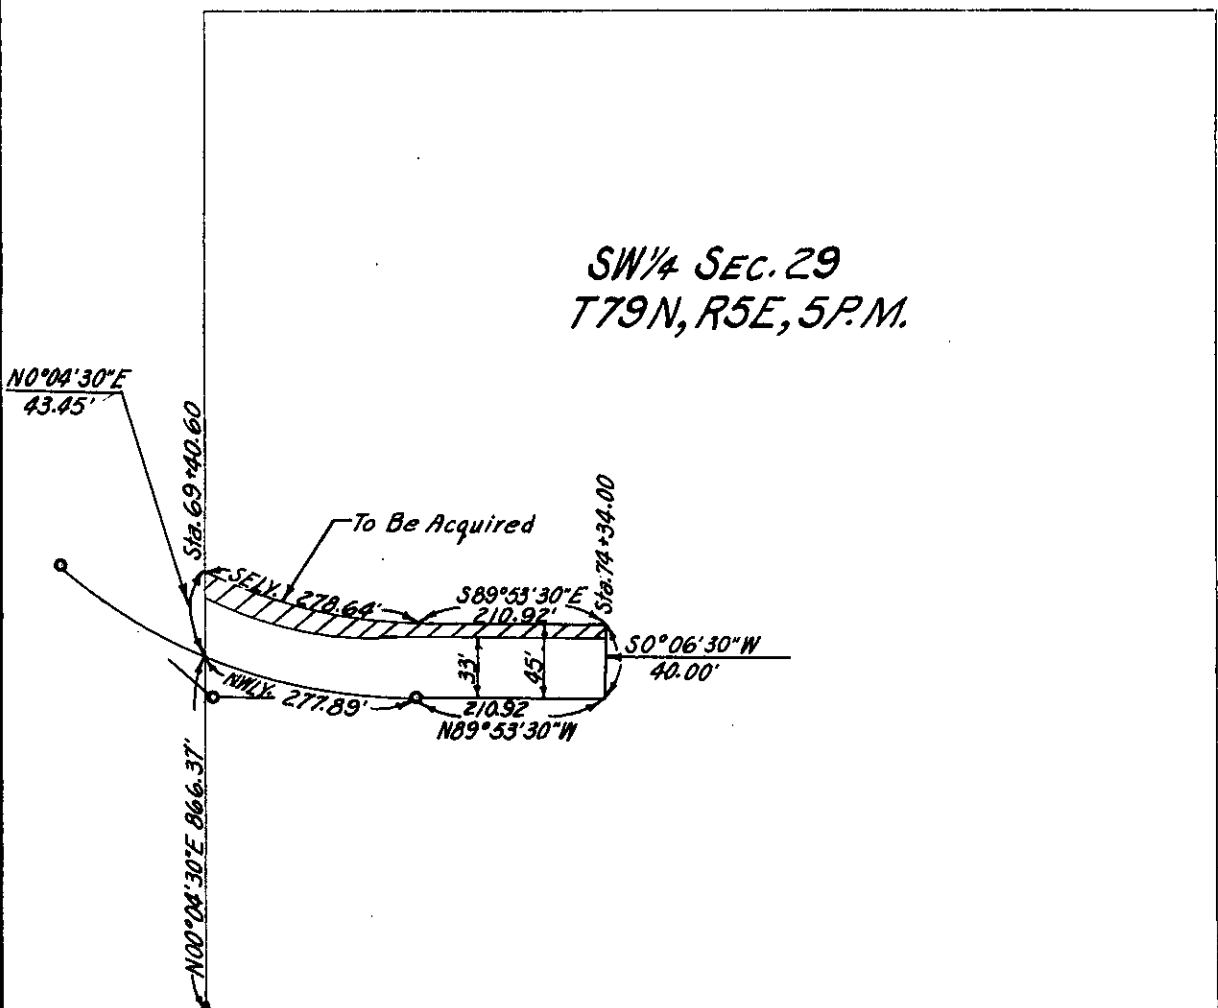 SW¼ SEC. 29
T79N, R5E, 5P.M.
N0°04'30"E
43.45'
Sta. 69+40.60
To Be Acquired
Sta. 74+34.00
SELY. 278.64'
S89°53'30"E
210.92'
S0°06'30"W
40.00'
33'
45'
NWLY. 277.89'
210.92
N89°53'30"W
N00°04'30"E 866.37'